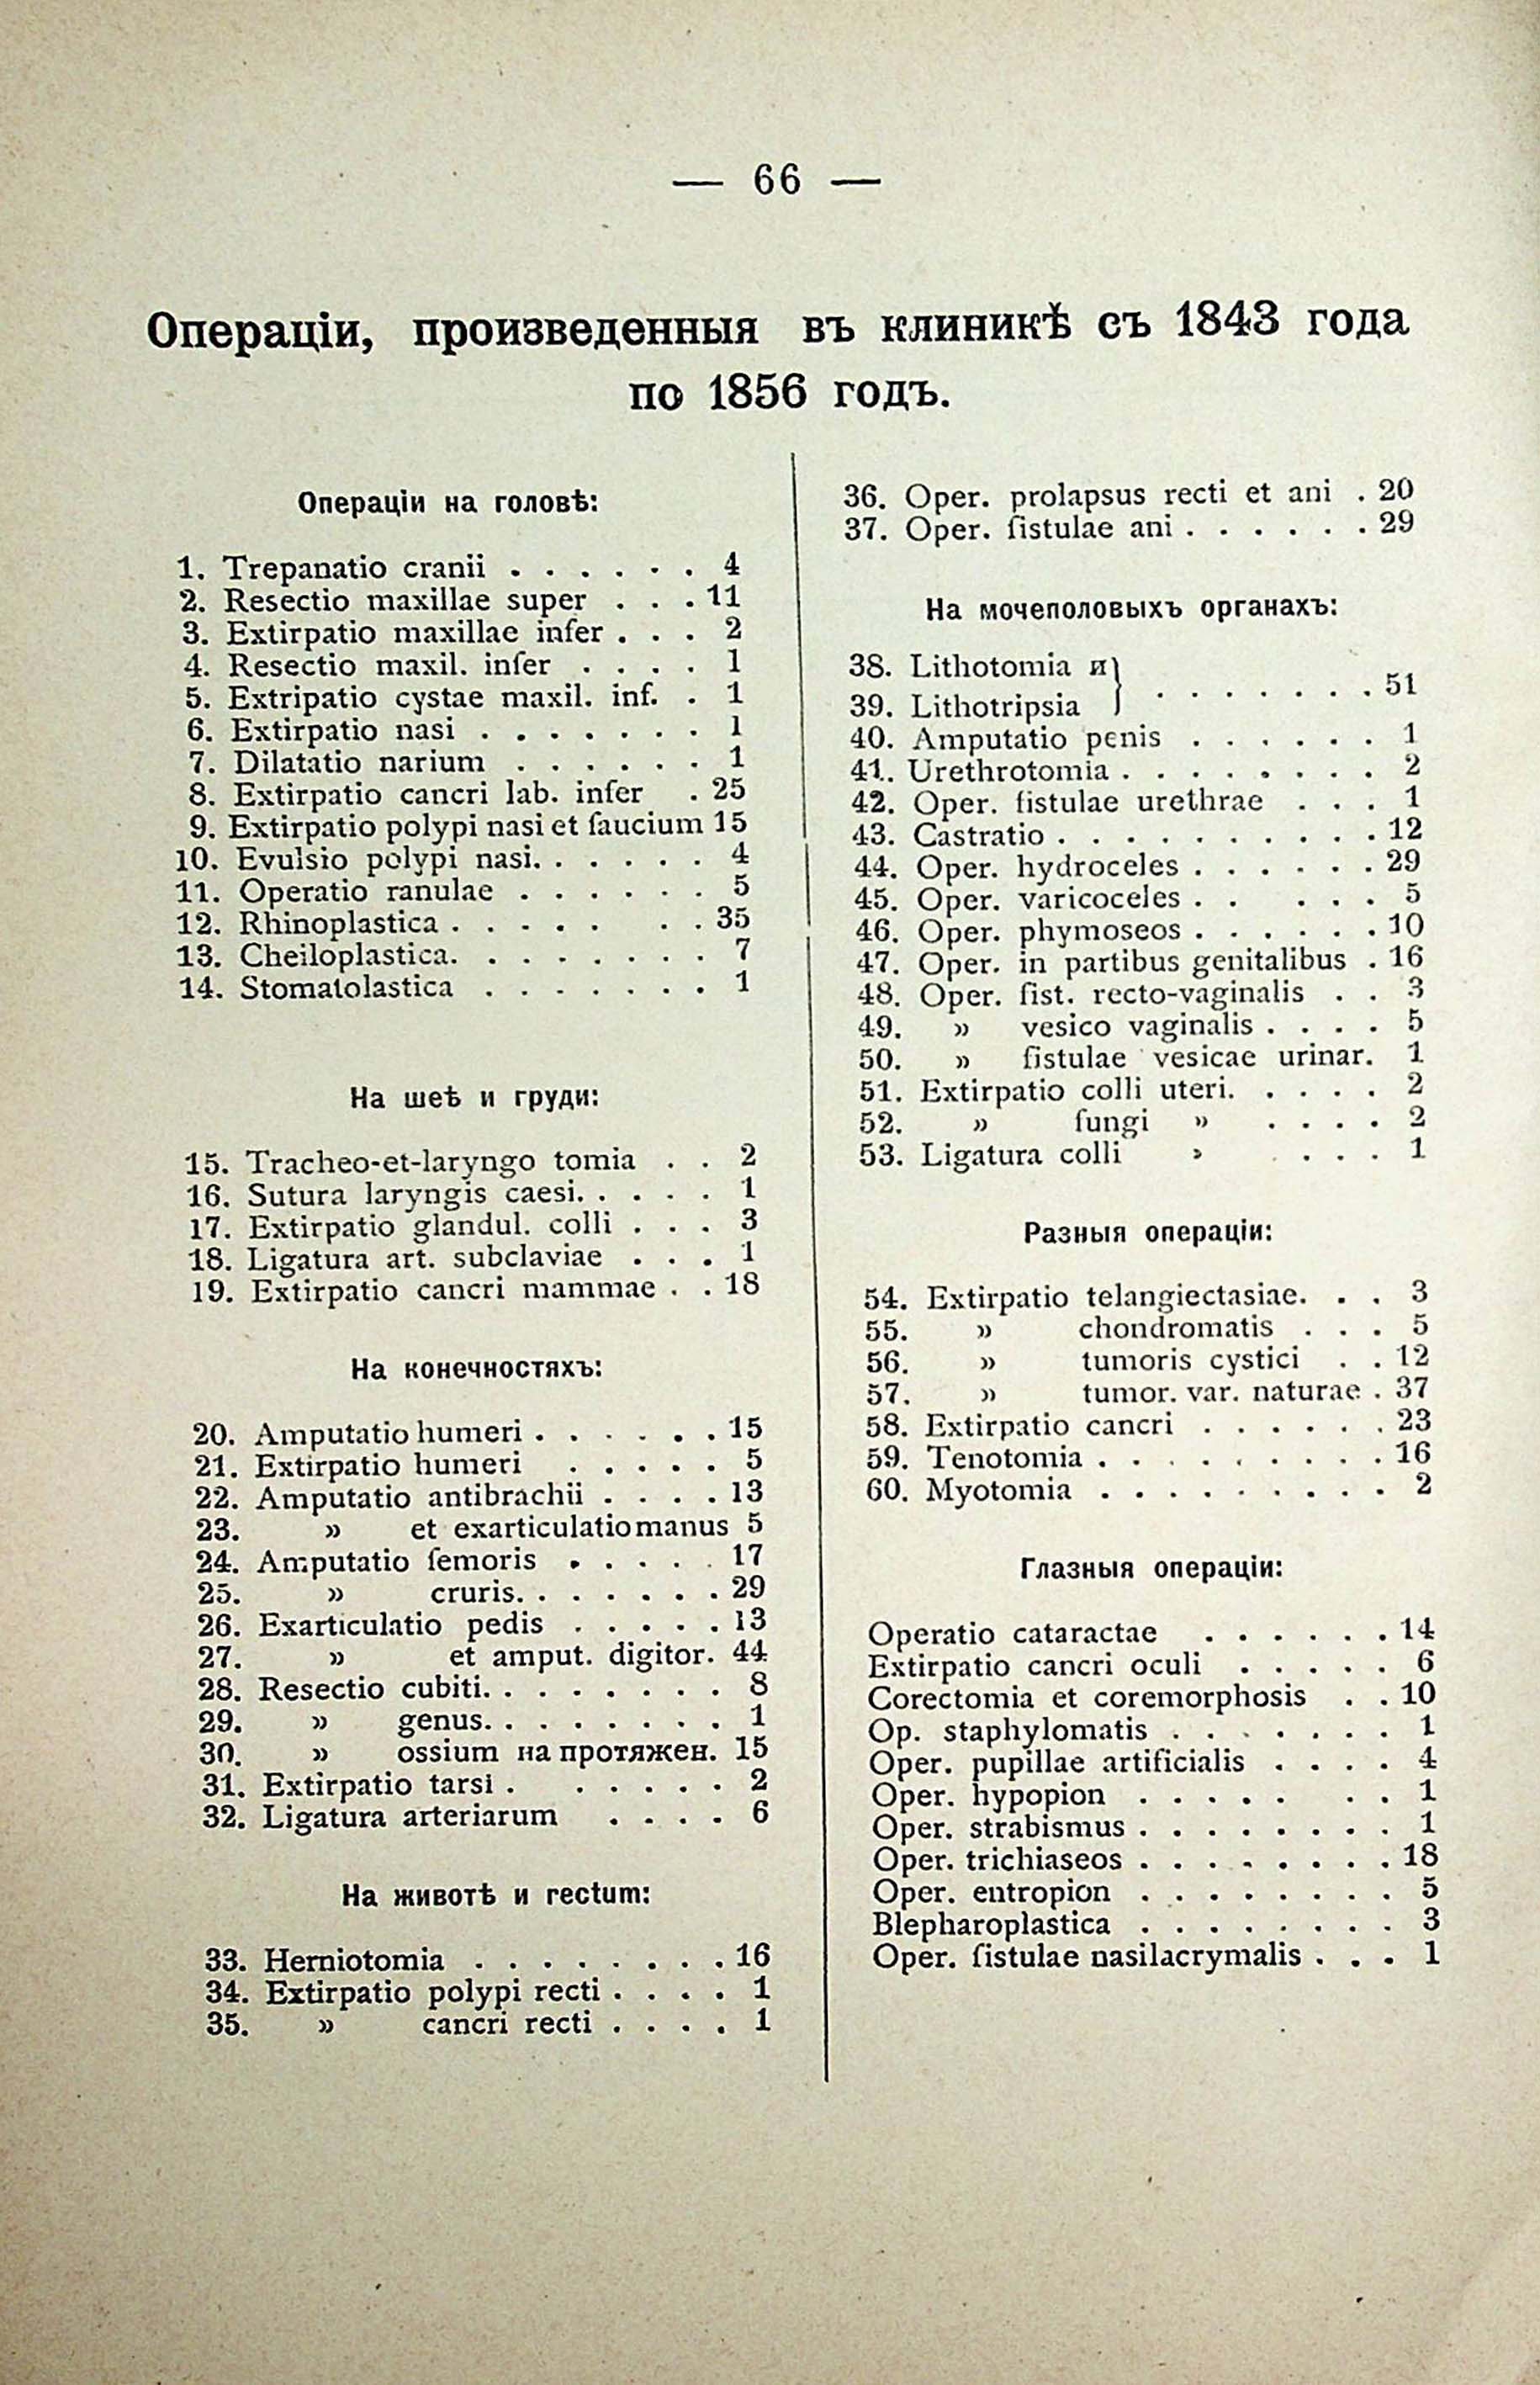 — 66 —
Операціи, произведенныя въ клиникѣ съ 1843 года
по 1856 годъ.
Операціи на головѣ:
1. Trepanatio cranii . . . . . . 4
2. Resectio maxillae super . . . 11
3. Extirpatio maxillae infer . . . 2
4. Resectio maxil. infer . . . . 1
5. Extripatio cystae maxil. inf. . 1
6. Extirpatio nasi . . . . . . . 1
7. Dilatatio narium . . . . . . 1
8. Extirpatio cancri lab. infer . 25
9. Extirpatio polypi nasi et faucium 15
10. Evulsio polypi nasi. . . . . . 4
11. Operatio ranulae . . . . . . 5
12. Rhinoplastica . . . . . . . 35
13. Cheiloplastica. . . . . . . . 7
14. Stomatolastica . . . . . . . 1
На шеѣ и груди:
15. Tracheo-et-laryngo tomia . . 2
16. Sutura laryngis caesi. . . . . 1
17. Extirpatio glandul. colli . . . 3
18. Ligatura art. subclaviae . . . 1
19. Extirpatio cancri mammae . . 18
На конечностяхъ:
20. Amputatio humeri . . . . . . 15
21. Extirpatio humeri . . . . . 5
22. Amputatio antibrachii . . . . 13
23. » et exarticulatio manus 5
24. Amputatio femoris . . . . . 17
25. » cruris. . . . . . . 29
26. Exarticulatio pedis . . . . . 13
27. » et amput. digitor. 44
28. Resectio cubiti. . . . . . . . 8
29. » genus. . . . . . . . 1
30. » ossium на протяжен. 15
31. Extirpatio tarsi . . . . . . 2
32. Ligatura arteriarum . . . . 6
На животѣ и rectum:
33. Herniotomia . . . . . . . . 16
34. Extirpatio polypi recti . . . . 1
35. » cancri recti . . . . 1
36. Oper. prolapsus recti et ani . 20
37. Oper. fistulae ani . . . . . . 29
На мочеполовыхъ органахъ:
38. Lithotomia и}
39. Lithotripsia } . . . . . . . 51
40. Amputatio penis . . . . . . 1
41. Urethrotomia . . . . . . . . 2
42. Oper. fistulae urethrae . . . 1
43. Castratio . . . . . . . . . . 12
44. Oper. hydroceles . . . . . . 29
45. Oper. varicoceles . . . . . 5
46. Oper. phymoseos . . . . . . 10
47. Oper. in partibus genitalibus . 16
48. Oper. fist. recto-vaginalis . . 3
49. » vesico vaginalis . . . . 5
50. » fistulae vesicae urinar. 1
51. Extirpatio colli uteri. . . . . 2
52. » fungi » . . . . 2
53. Ligatura colli » . . . . 1
Разныя операціи:
54. Extirpatio telangiectasiae. . . 3
55. » chondromatis . . . 5
56. » tumoris cystici . . 12
57. » tumor. var. naturae . 37
58. Extirpatio cancri . . . . . . 23
59. Tenotomia . . . . . . . . . 16
60. Myotomia . . . . . . . . . 2
Глазныя операціи:
Operatio cataractae . . . . . . 14
Extirpatio cancri oculi . . . . . 6
Corectomia et coremorphosis . . 10
Op. staphylomatis . . . . . . . 1
Oper. pupillae artificialis . . . . 4
Oper. hypopion . . . . . . . 1
Oper. strabismus . . . . . . . . 1
Oper. trichiaseos . . . . . . . . 18
Oper. entropion . . . . . . . . 5
Blepharoplastica . . . . . . . . 3
Oper. fistulae nasilacrymalis . . . 1